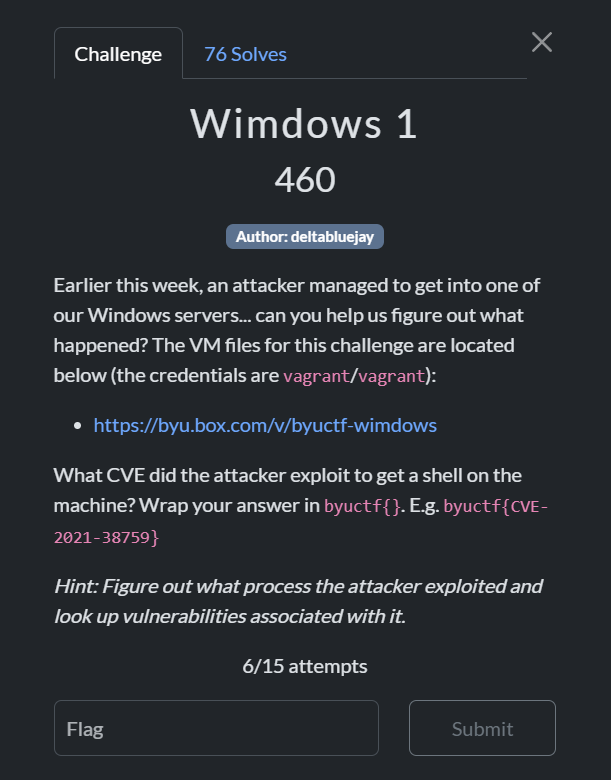 Challenge
76 Solves
Wimdows 1
460
Author: deltabluejay
Earlier this week, an attacker managed to get into one of
our Windows servers... can you help us figure out what
happened? The VM files for this challenge are located
below (the credentials are vagrant/vagrant):
• https://byu.box.com/v/byuctf-wimdows
What CVE did the attacker exploit to get a shell on the
machine? Wrap your answer in byuctf{}. E.g. byuctf{CVE-
2021-38759}
Hint: Figure out what process the attacker exploited and
look up vulnerabilities associated with it.
6/15 attempts
Flag
Submit